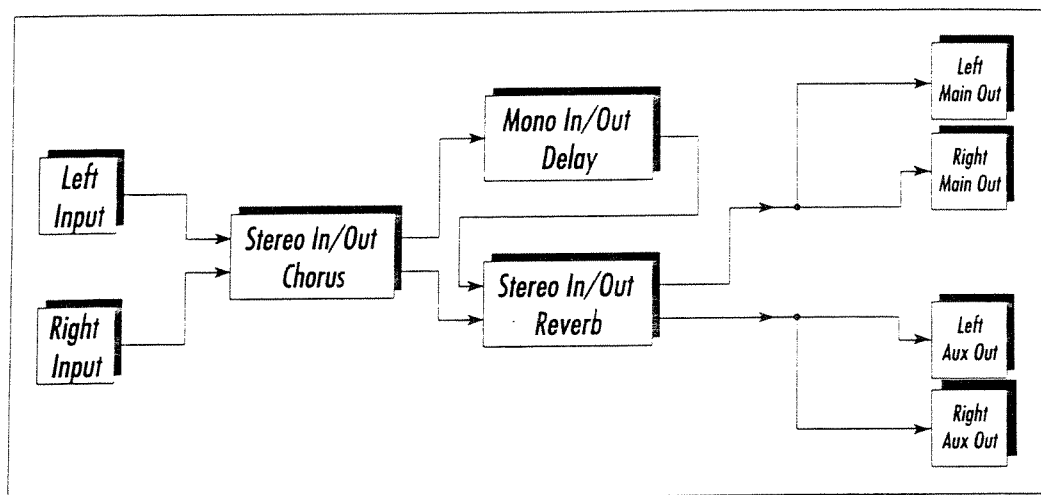 Left
Input
Right
Input
Stereo In/Out
Chorus
Mono In/Out
Delay
Stereo In/Out
Reverb
Left
Main Out
Right
Main Out
Left
Aux Out
Right
Aux Out